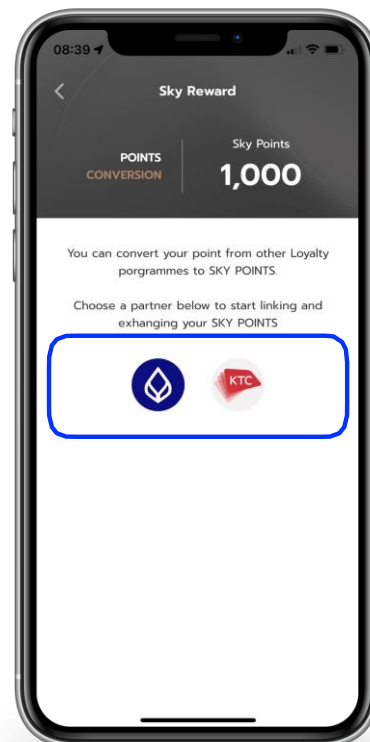 08:39
Sky Reward
POINTS
CONVERSION
Sky Points
1,000
You can convert your point from other Loyalty
porgrammes to SKY POINTS.
Choose a partner below to start linking and
exhanging your SKY POINTS
KTC